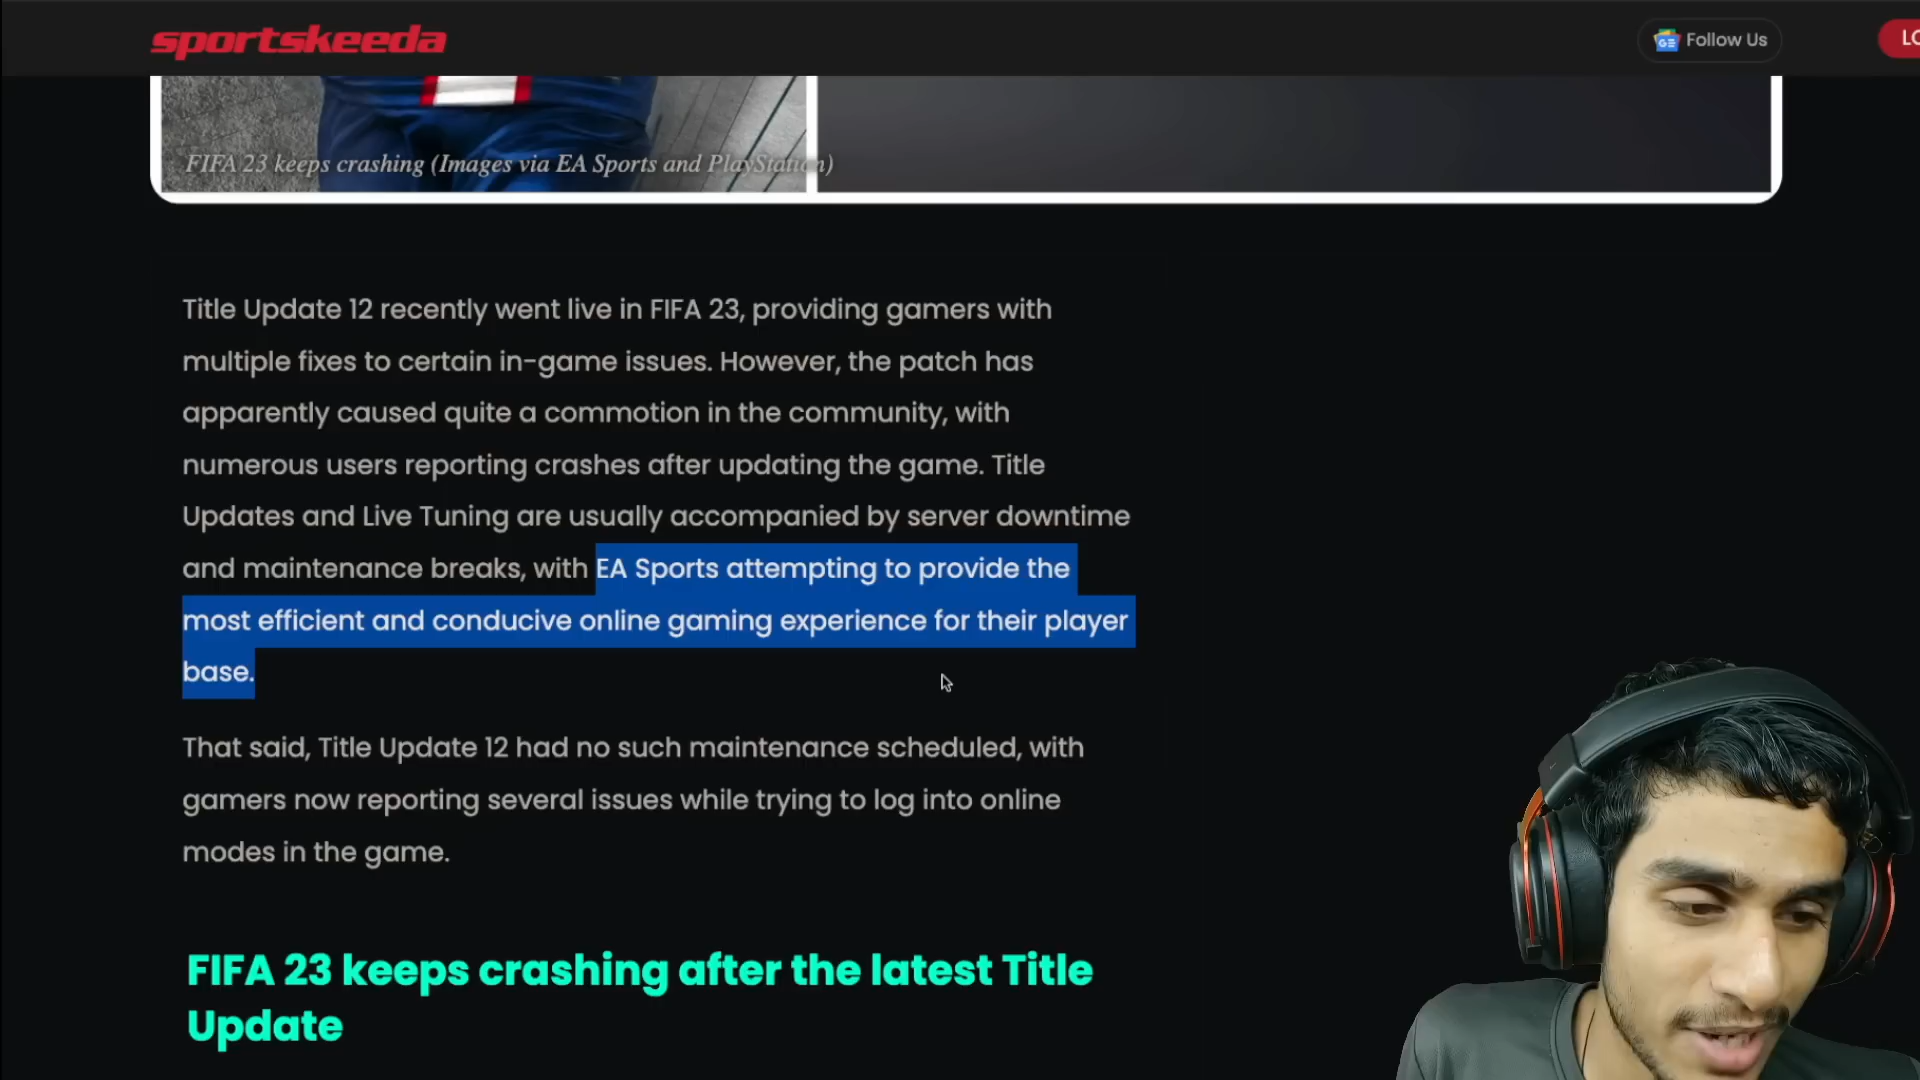 sportskeeda
Follow Us
LO
FIFA 23 keeps crashing (Images via EA Sports and PlayStation)
Title Update 12 recently went live in FIFA 23, providing gamers with
multiple fixes to certain in-game issues. However, the patch has
apparently caused quite a commotion in the community, with
numerous users reporting crashes after updating the game. Title
Updates and Live Tuning are usually accompanied by server downtime
and maintenance breaks, with EA Sports attempting to provide the
most efficient and conducive online gaming experience for their player
base.
That said, Title Update 12 had no such maintenance scheduled, with
gamers now reporting several issues while trying to log into online
modes in the game.
FIFA 23 keeps crashing after the latest Title
Update